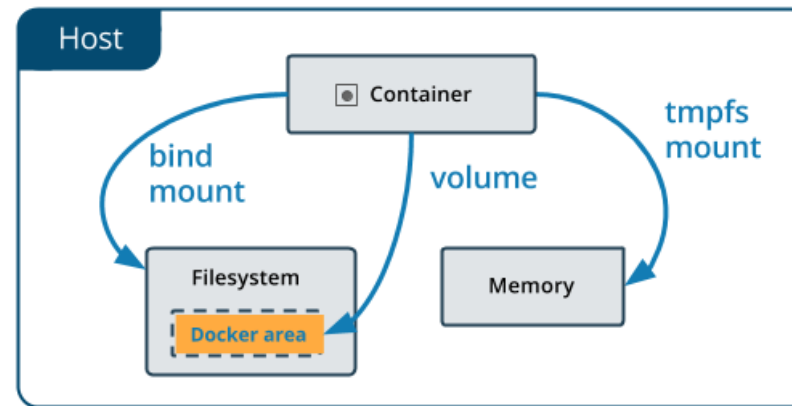 Host
Container
bind
mount
volume
tmpfs
mount
Filesystem
Docker area
Memory